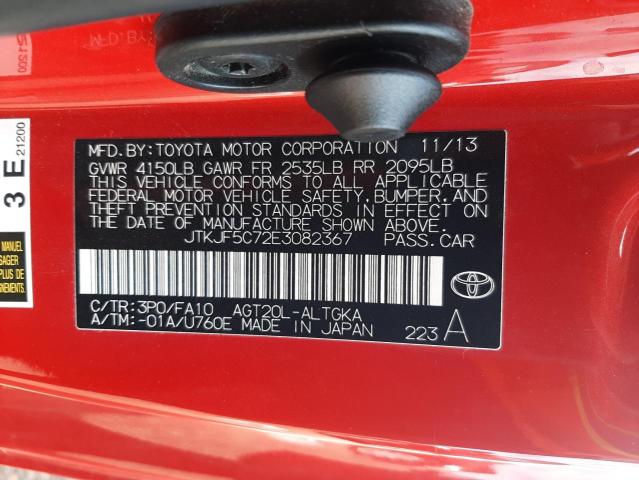 MFD. BY: TOYOTA MOTOR CORPORATION 11/13
GVWR 4150LB GAWR FR 2535LB RR 2095LB
THIS VEHICLE CONFORMS TO ALL APPLICABLE
FEDERAL MOTOR VEHICLE SAFETY, BUMPER, AND
THEFT PREVENTION STANDARDS IN EFFECT ON
THE DATE OF MANUFACTURE SHOWN ABOVE.
JTKJF5C72E3082367 PASS. CAR
C/TR: 3P0/FA10 AGT20L-ALTGKA
A/TM: -01A/U760E MADE IN JAPAN 223 A
3 E 21200
MANUEL
SAGER
PLUS DE
TIONS